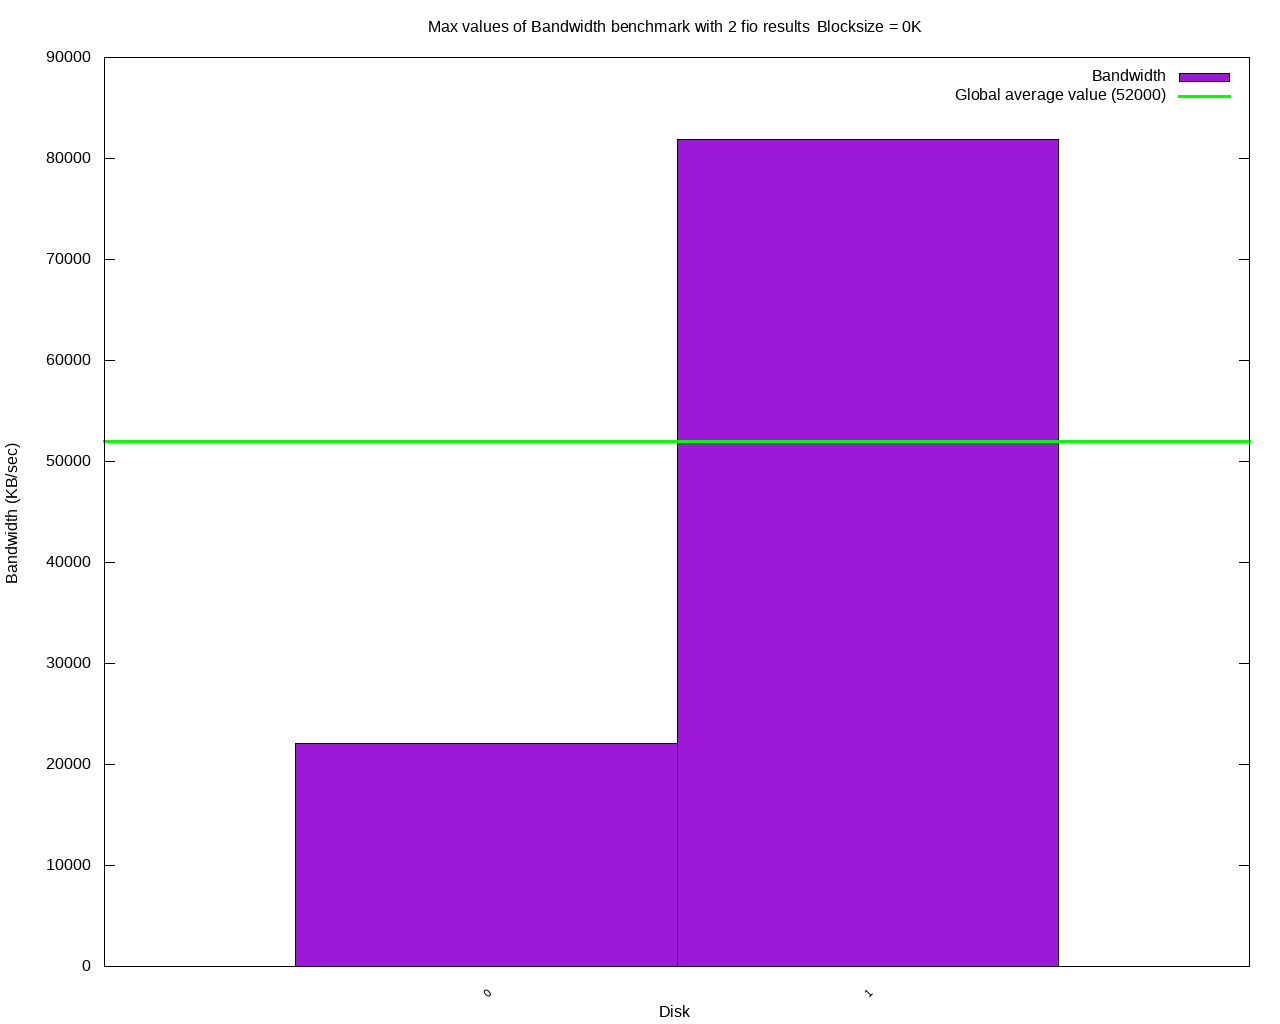 Max values of Bandwidth benchmark with 2 fio results Blocksize = 0K
Bandwidth
Global average value (52000)
90000
80000
70000
60000
50000
40000
30000
20000
10000
0
Bandwidth (KB/sec)
0
1
Disk